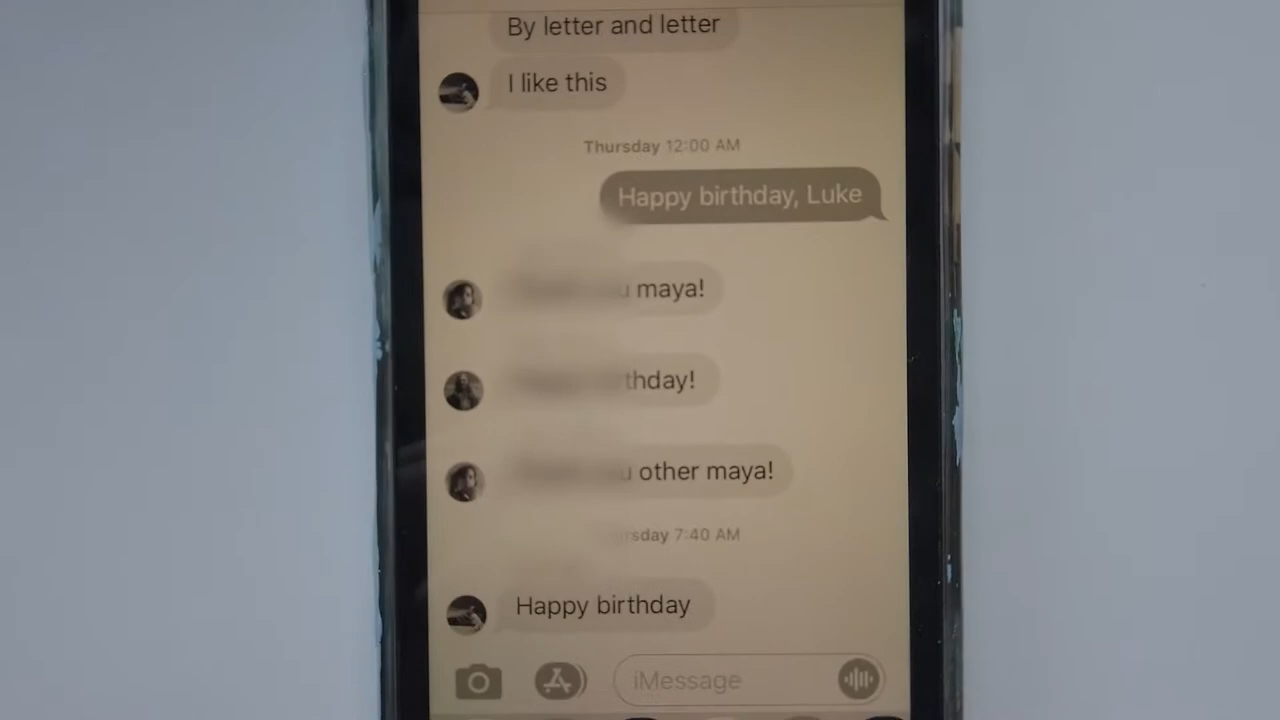 By letter and letter
I like this
Thursday 12:00 AM
Happy birthday, Luke
maya!
thday!
other maya!
rsday 7:40 AM
Happy birthday
iMessage